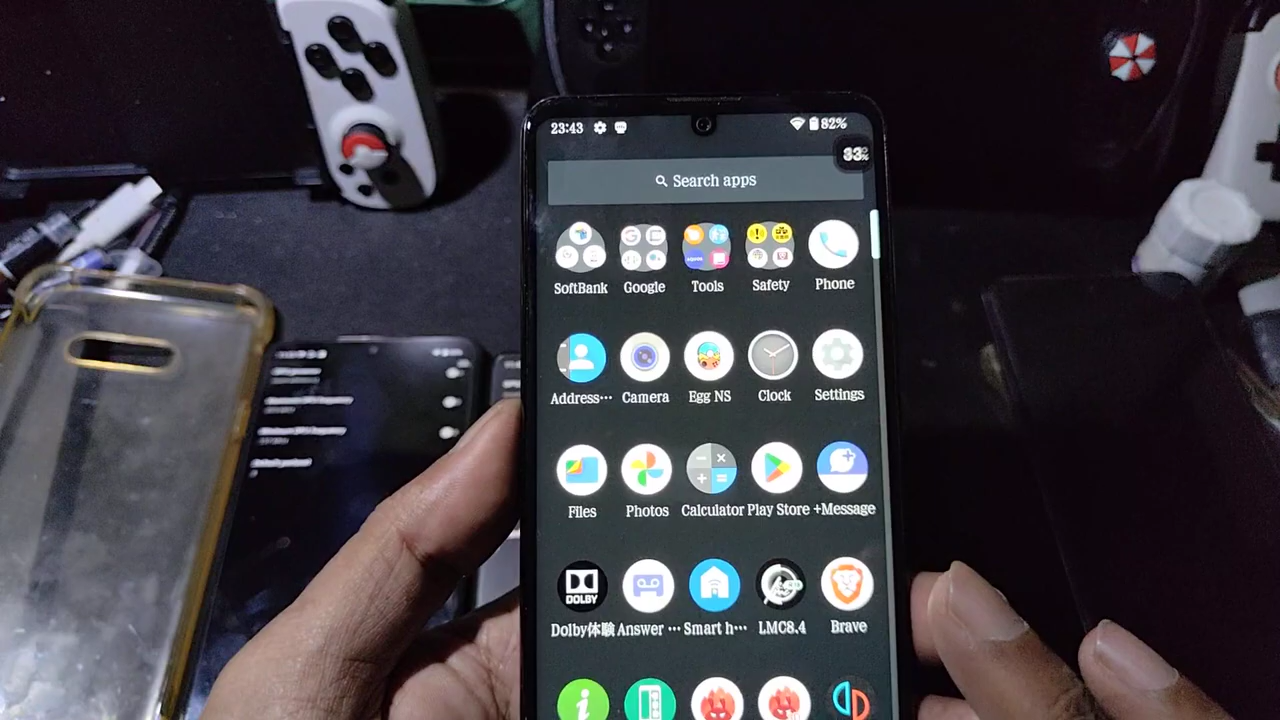 23:43
82%
33%
Search apps
SoftBank Google Tools Safety Phone
Address… Camera Egg NS Clock Settings
Files Photos Calculator Play Store +Message
DOLBY
Dolby体験 Answer … Smart h… LMC8.4 Brave